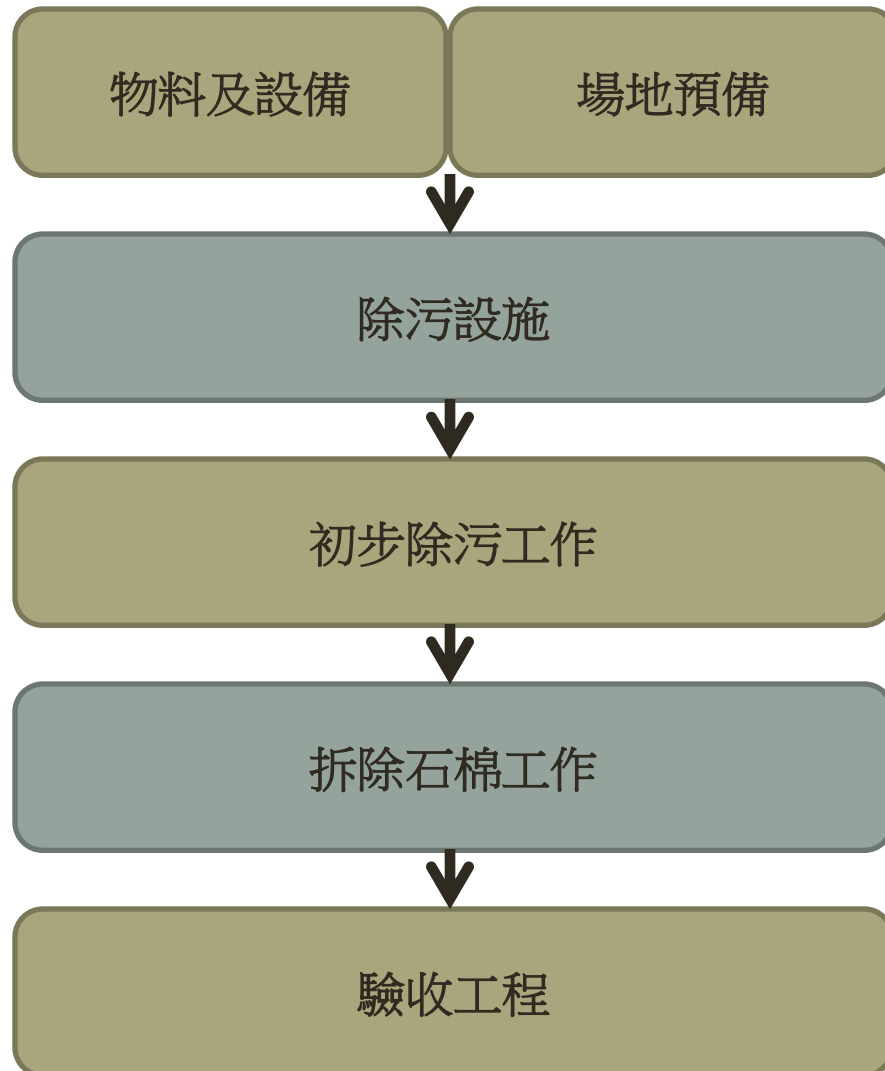 物料及設備
場地預備
除污設施
初步除污工作
拆除石棉工作
驗收工程